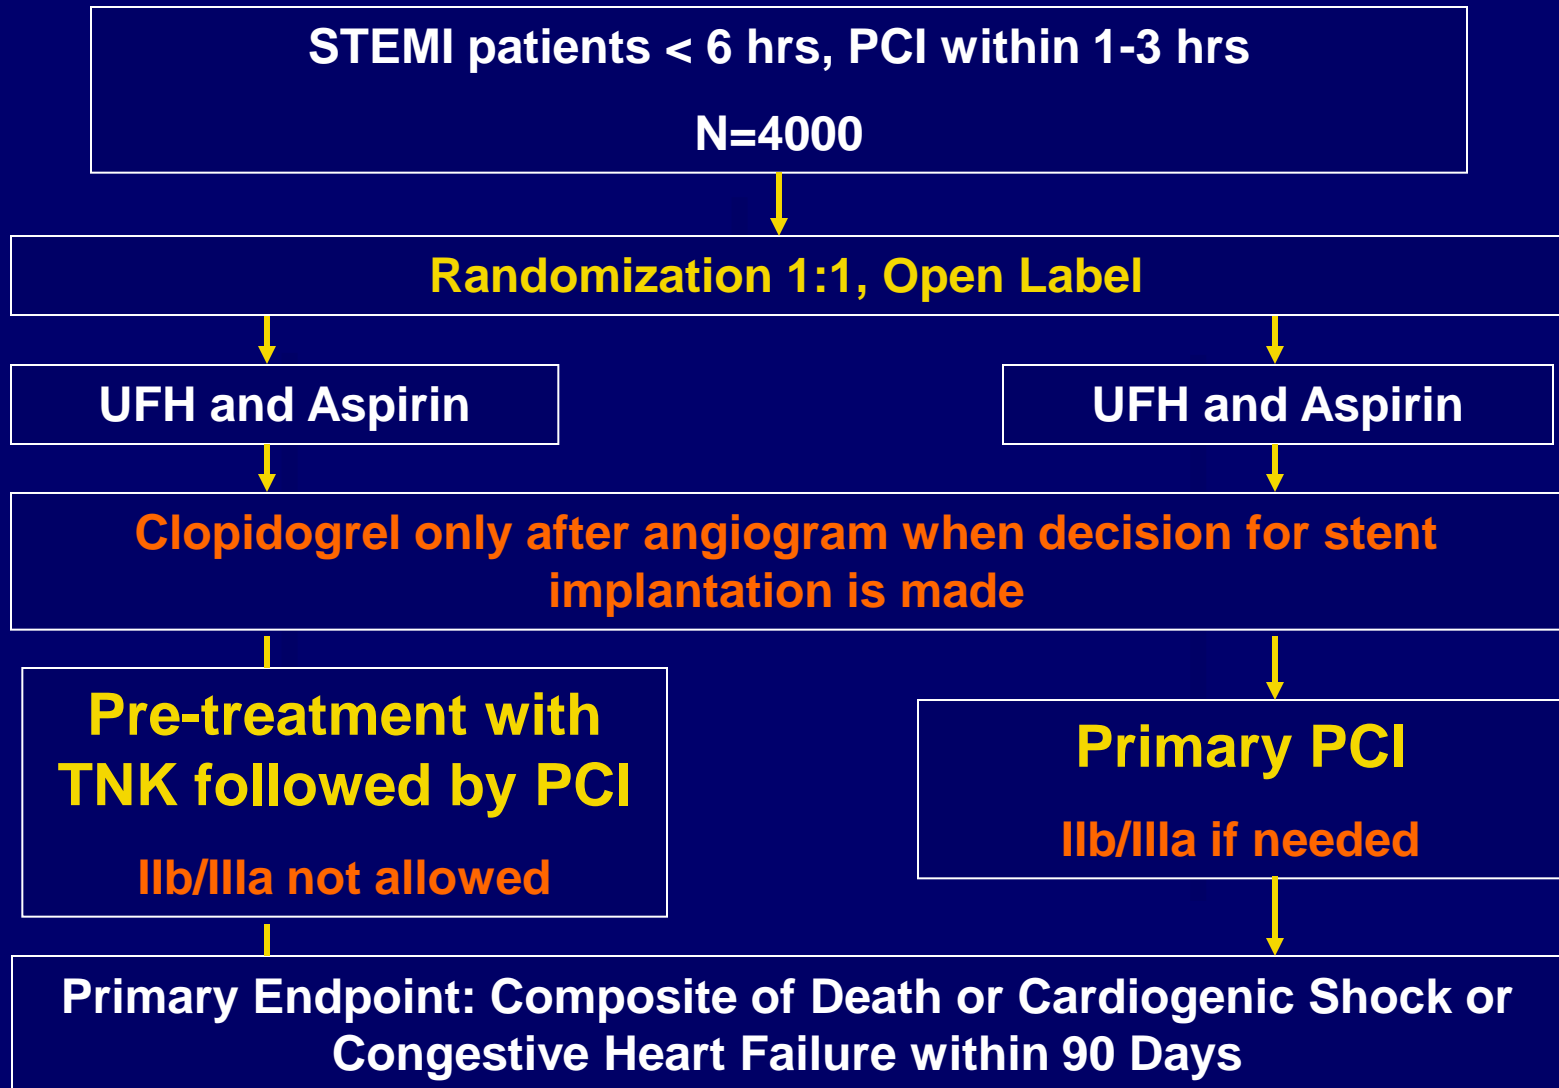 STEMI patients < 6 hrs, PCI within 1-3 hrs
N=4000
Randomization 1:1, Open Label
UFH and Aspirin
UFH and Aspirin
Clopidogrel only after angiogram when decision for stent
implantation is made
Pre-treatment with
TNK followed by PCI
IIb/IIIa not allowed
Primary PCI
IIb/IIIa if needed
Primary Endpoint: Composite of Death or Cardiogenic Shock or
Congestive Heart Failure within 90 Days